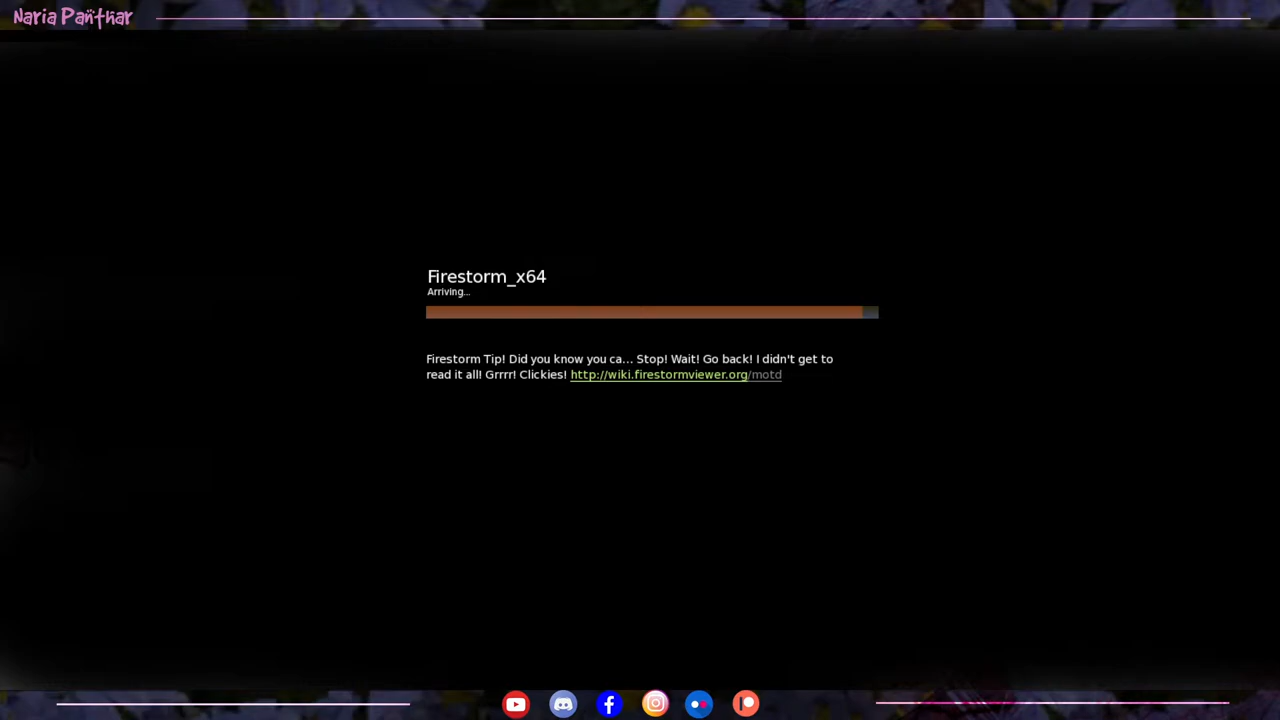 Naria Panthar
Firestorm_x64
Arriving...
Firestorm Tip! Did you know you ca... Stop! Wait! Go back! I didn't get to
read it all! Grrrr! Clickies! http://wiki.firestormviewer.org/motd